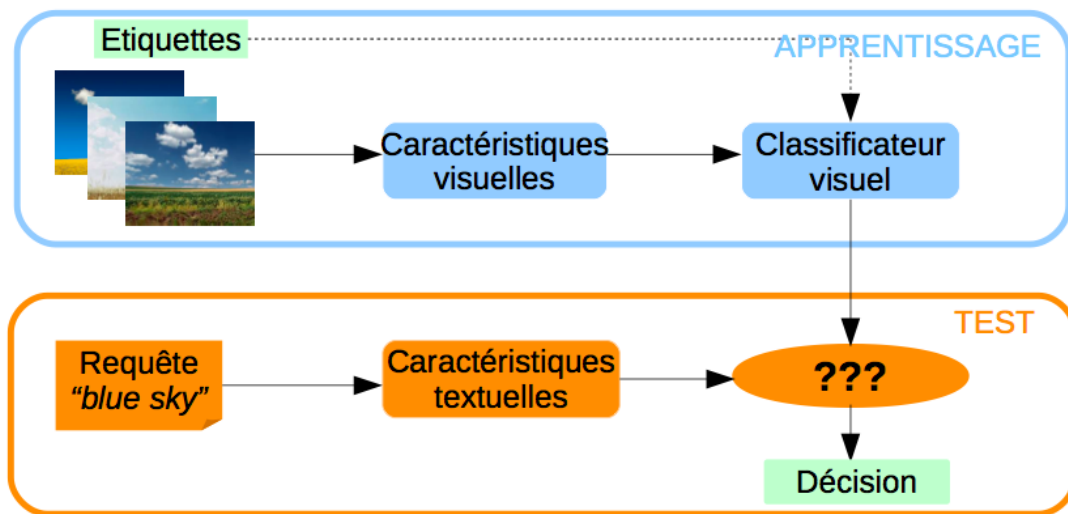 Etiquettes
APPRENTISSAGE
Caractéristiques
visuelles
Classificateur
visuel
TEST
Requête
“blue sky”
Caractéristiques
textuelles
???
Décision